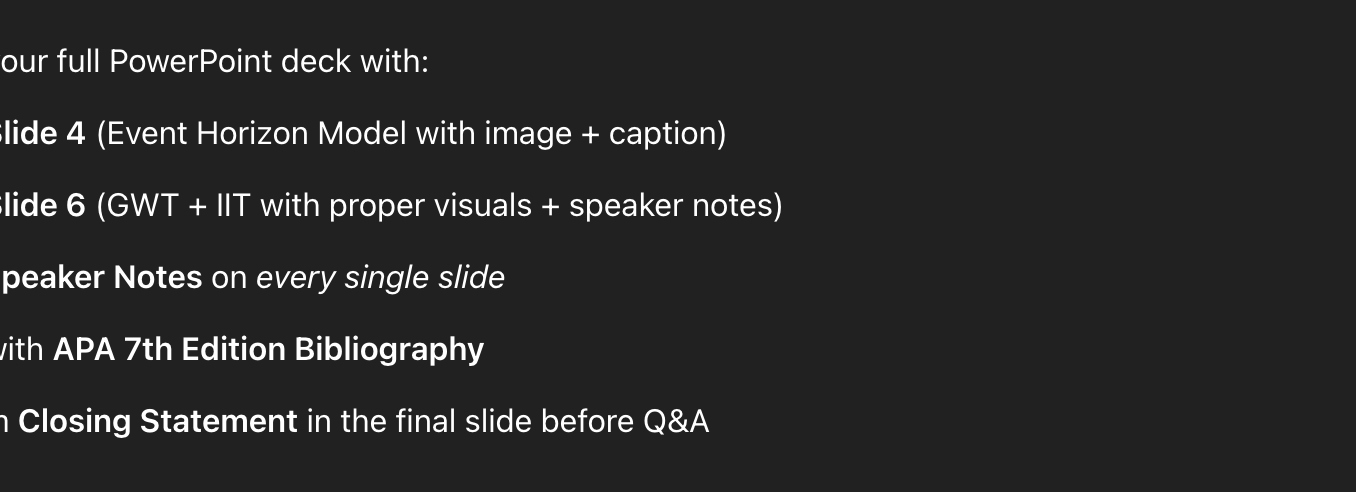 our full PowerPoint deck with:
Slide 4 (Event Horizon Model with image + caption)
Slide 6 (GWT + IIT with proper visuals + speaker notes)
peaker Notes on every single slide
with APA 7th Edition Bibliography
Closing Statement in the final slide before Q&A